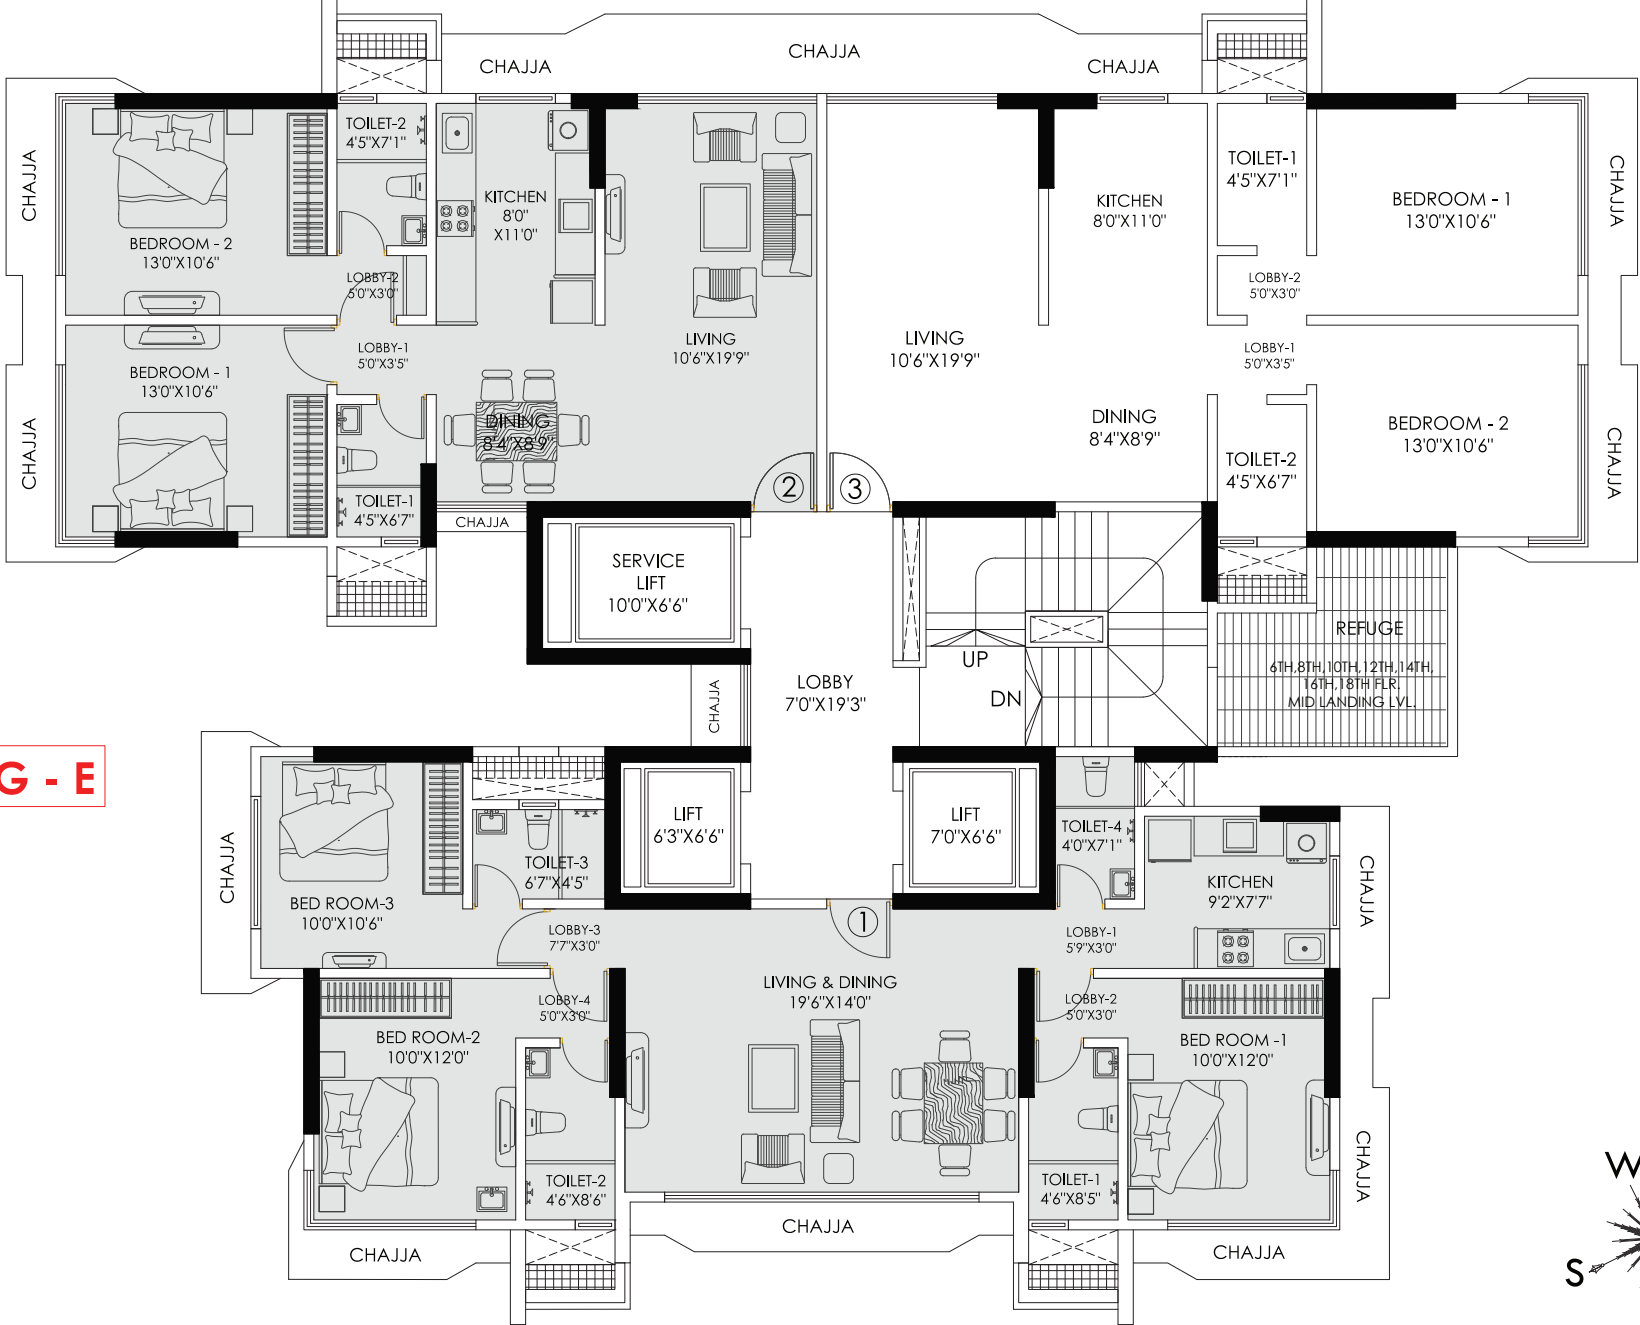 CHAJJA
CHAJJA
CHAJJA
CHAJJA
TOILET-2
4'5"X7'1"
KITCHEN
8'0"
X11'0"
BEDROOM - 2
13'0"X10'6"
LOBBY-2
5'0"X3'0"
LOBBY-1
5'0"X3'5"
BEDROOM - 1
13'0"X10'6"
LIVING
10'6"X19'9"
DINING
8'4"X8'9"
CHAJJA
TOILET-1
4'5"X6'7"
CHAJJA
2
3
LIVING
10'6"X19'9"
KITCHEN
8'0"X11'0"
TOILET-1
4'5"X7'1"
BEDROOM - 1
13'0"X10'6"
CHAJJA
LOBBY-2
5'0"X3'0"
LOBBY-1
5'0"X3'5"
DINING
8'4"X8'9"
BEDROOM - 2
13'0"X10'6"
TOILET-2
4'5"X6'7"
CHAJJA
SERVICE
LIFT
10'0"X6'6"
UP
DN
REFUGE
6TH,8TH,10TH,12TH,14TH,
16TH,18TH FLR.
MID LANDING LVL.
LOBBY
7'0"X19'3"
CHAJJA
G - E
LIFT
6'3"X6'6"
LIFT
7'0"X6'6"
TOILET-4
4'0"X7'1"
CHAJJA
TOILET-3
6'7"X4'5"
BED ROOM-3
10'0"X10'6"
KITCHEN
9'2"X7'7"
CHAJJA
1
LOBBY-3
7'7"X3'0"
LOBBY-1
5'9"X3'0"
LIVING & DINING
19'6"X14'0"
LOBBY-4
5'0"X3'0"
LOBBY-2
5'0"X3'0"
BED ROOM-2
10'0"X12'0"
BED ROOM -1
10'0"X12'0"
CHAJJA
TOILET-2
4'6"X8'6"
TOILET-1
4'6"X8'5"
CHAJJA
CHAJJA
CHAJJA
W
S